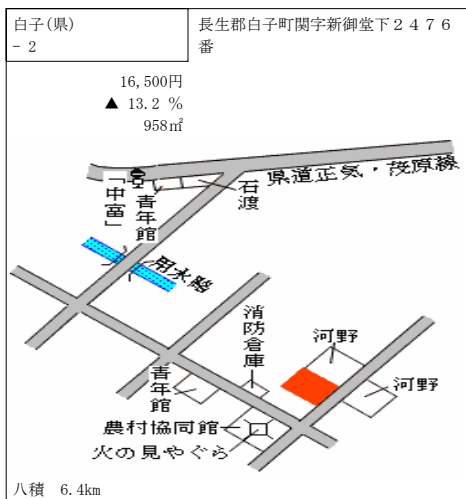 白子(県)
－2
長生郡白子町関字新御堂下２４７６
番
16,500円
▲ 13.2 %
958㎡
県道正気・茂原線
石渡
青年館
「中富」
用水路
消防倉庫
河野
河野
青年館
農村協同館
火の見やぐら
八積 6.4km